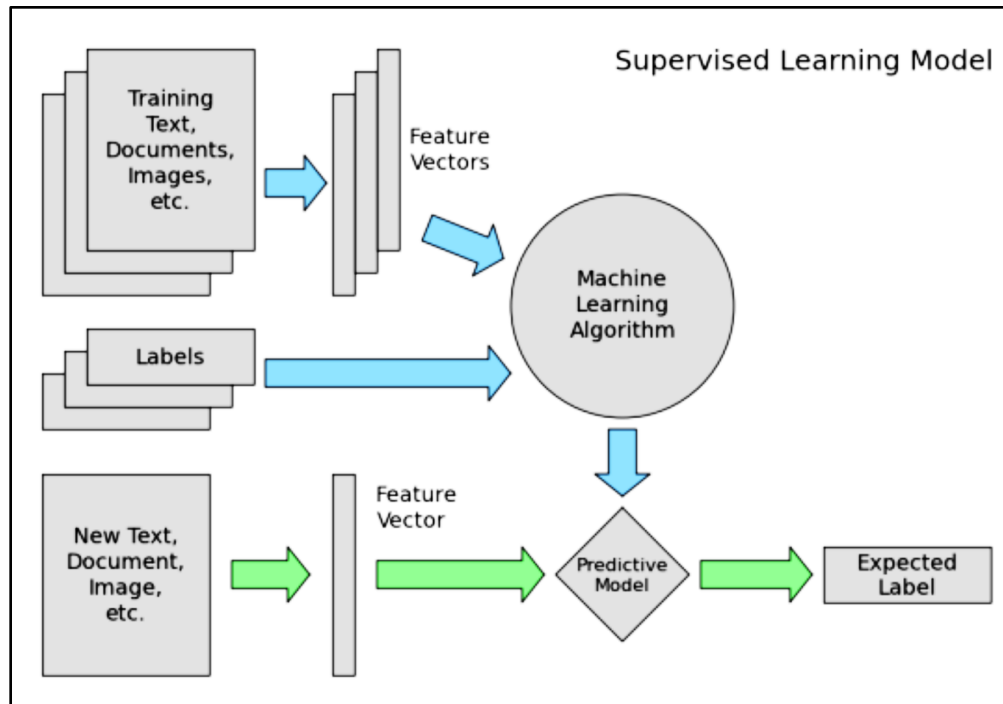 Supervised Learning Model
Training
Text,
Documents,
Images,
etc.
Feature
Vectors
Machine
Learning
Algorithm
Labels
New Text,
Document,
Image,
etc.
Feature
Vector
Predictive
Model
Expected
Label